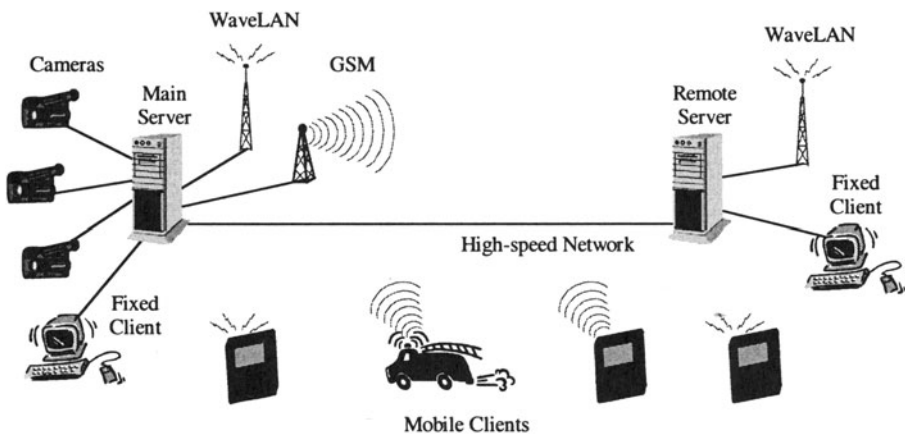 WaveLAN
WaveLAN
Cameras
GSM
Main
Server
Remote
Server
Fixed
Client
High-speed Network
Fixed
Client
Mobile Clients